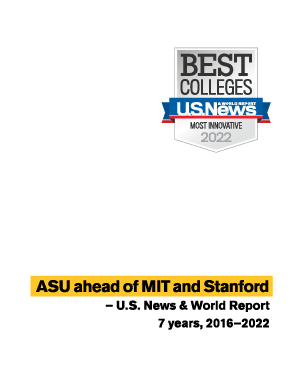 BEST
COLLEGES
U.S.News
& WORLD REPORT
MOST INNOVATIVE
2022
ASU ahead of MIT and Stanford
– U.S. News & World Report
7 years, 2016–2022